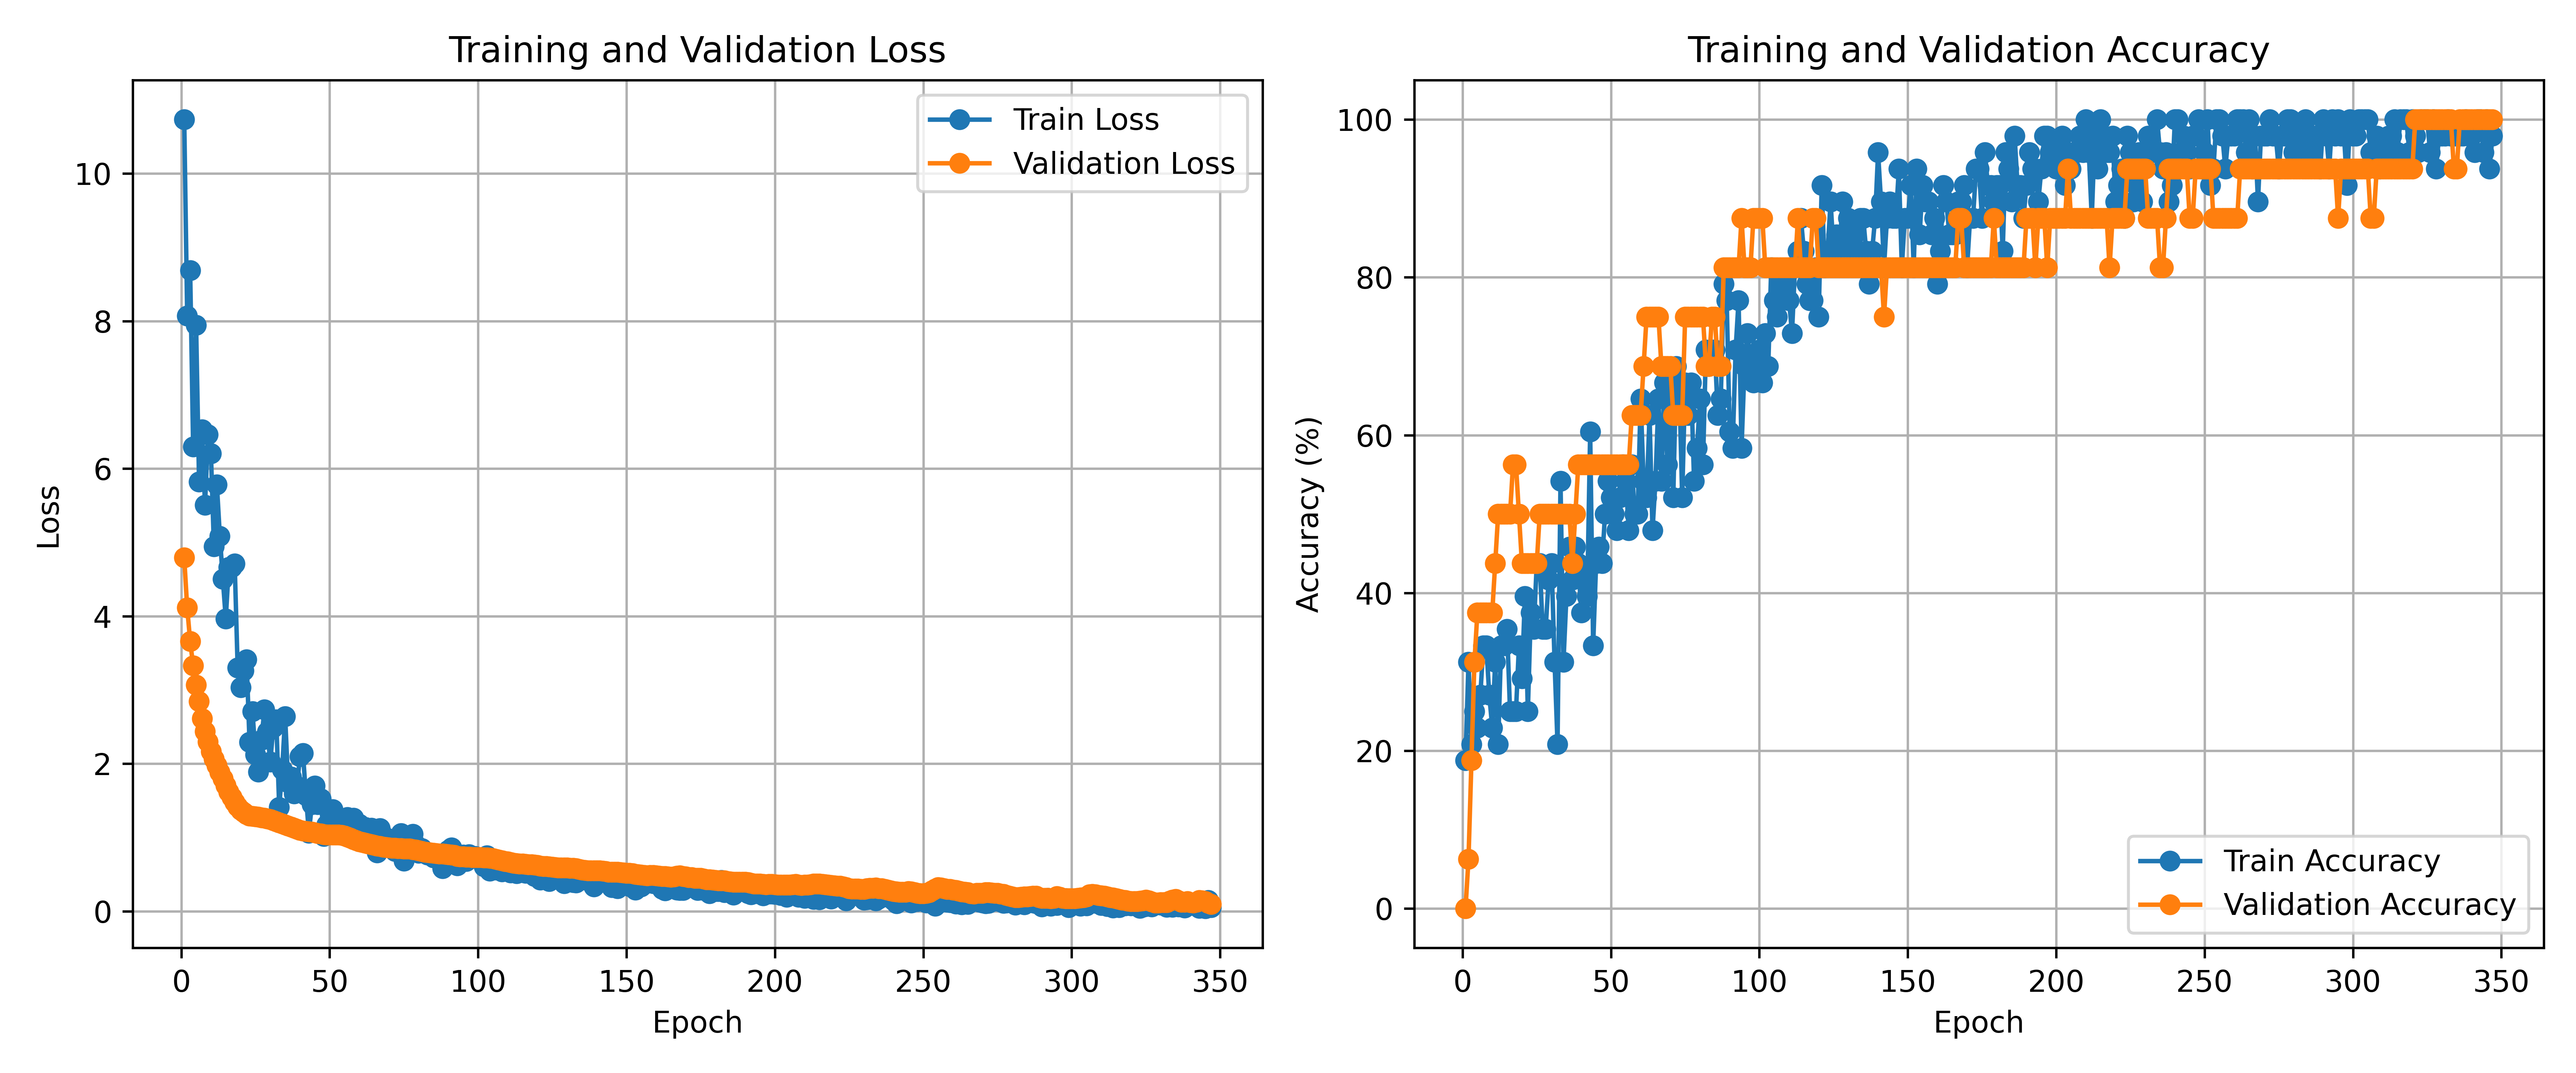 Training and Validation Loss
Train Loss
Validation Loss
10
8
6
4
2
0
Loss
0 50 100 150 200 250 300 350
Epoch
Training and Validation Accuracy
100
80
60
40
20
0
Accuracy (%)
Train Accuracy
Validation Accuracy
0 50 100 150 200 250 300 350
Epoch